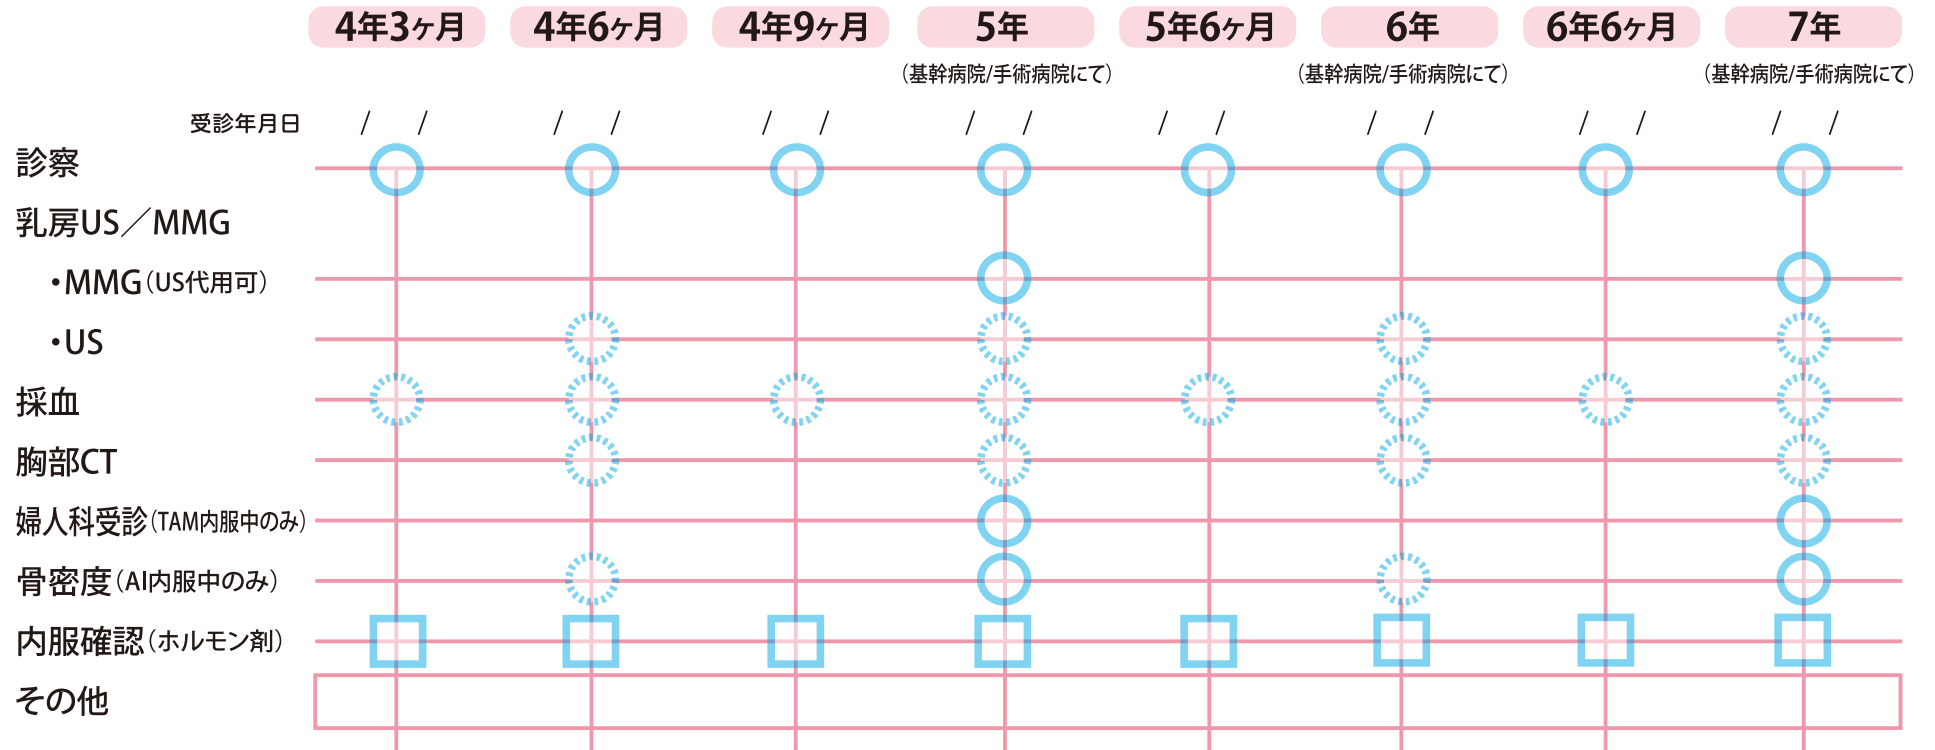 4年3ヶ月 4年6ヶ月 4年9ヶ月 5年 5年6ヶ月 6年 6年6ヶ月 7年
（基幹病院/手術病院にて） （基幹病院/手術病院にて） （基幹病院/手術病院にて）
受診年月日 / / / / / / / / / / / / / / / /
診察
乳房US／MMG
・MMG（US代用可）
・US
採血
胸部CT
婦人科受診（TAM内服中のみ）
骨密度（AI内服中のみ）
内服確認（ホルモン剤）
その他